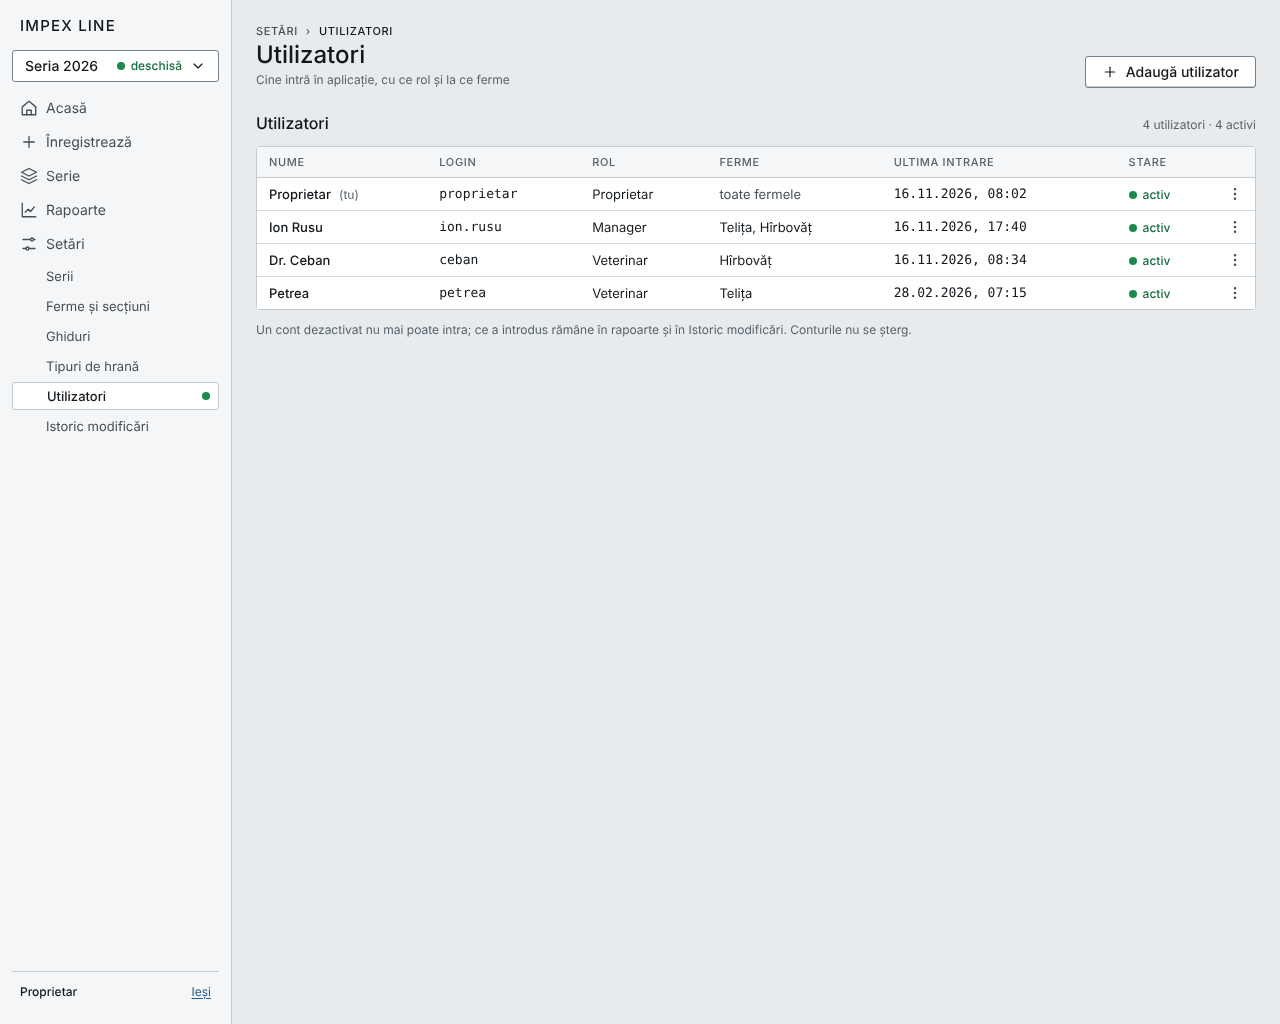 IMPEX LINE
Seria 2026 deschisă
Acasă
Înregistrează
Serie
Rapoarte
Setări
Serii
Ferme și secțiuni
Ghiduri
Tipuri de hrană
Utilizatori
Istoric modificări
Proprietar Ieși
SETĂRI › UTILIZATORI
Utilizatori
Cine intră în aplicație, cu ce rol și la ce ferme
+ Adaugă utilizator
Utilizatori 4 utilizatori · 4 activi
NUME LOGIN ROL FERME ULTIMA INTRARE STARE
Proprietar (tu) proprietar Proprietar toate fermele 16.11.2026, 08:02 activ
Ion Rusu ion.rusu Manager Telița, Hîrbovăț 16.11.2026, 17:40 activ
Dr. Ceban ceban Veterinar Hîrbovăț 16.11.2026, 08:34 activ
Petrea petrea Veterinar Telița 28.02.2026, 07:15 activ
Un cont dezactivat nu mai poate intra; ce a introdus rămâne în rapoarte și în Istoric modificări. Conturile nu se șterg.